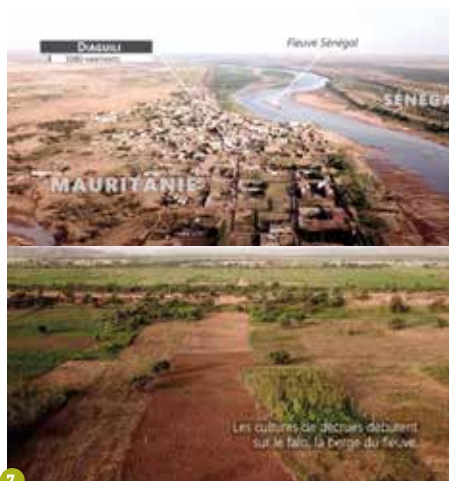 DIAGUILI
Fleuve Sénégal
SÉNÉGA
MAURITANIE
Les cultures de décrues débutent
sur le falo, la berge du fleuve.
7